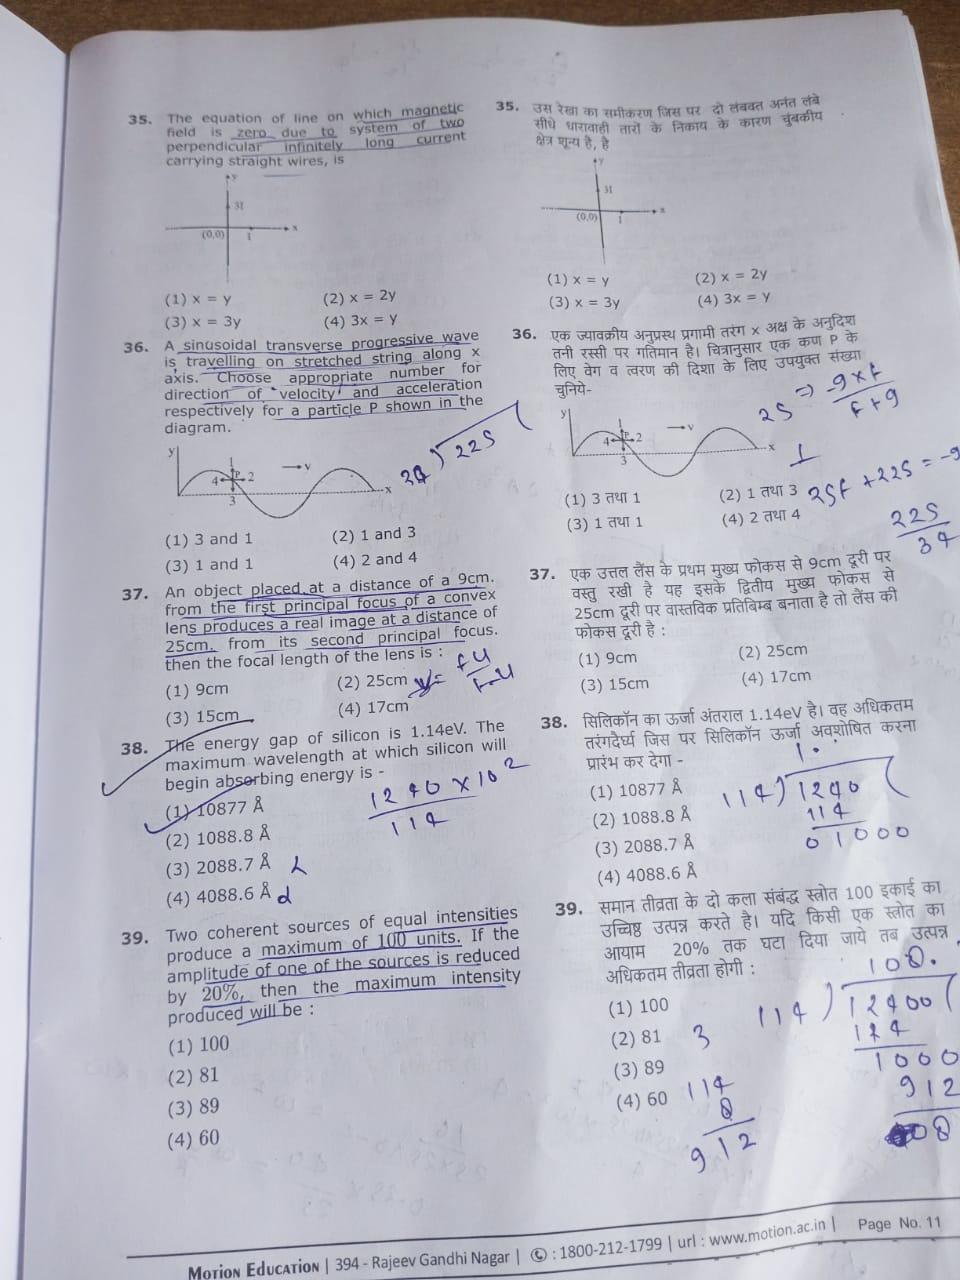 35. The equation of line on which magnetic
field is zero due to system of two
perpendicular infinitely long current
carrying straight wires, is
y
3I
x
(0,0)
I
(1) x = y (2) x = 2y
(3) x = 3y (4) 3x = y
36. A sinusoidal transverse progressive wave
is travelling on stretched string along x
axis. Choose appropriate number for
direction of velocity and acceleration
respectively for a particle P shown in the
diagram.
y
1
4 P 2
3
v
x
(1) 3 and 1 (2) 1 and 3
(3) 1 and 1 (4) 2 and 4
37. An object placed at a distance of a 9cm.
from the first principal focus of a convex
lens produces a real image at a distance of
25cm. from its second principal focus.
then the focal length of the lens is :
(1) 9cm (2) 25cm
(3) 15cm (4) 17cm
38. The energy gap of silicon is 1.14eV. The
maximum wavelength at which silicon will
begin absorbing energy is -
(1) 10877 Å
(2) 1088.8 Å
(3) 2088.7 Å
(4) 4088.6 Å
1240 × 10²
114
39. Two coherent sources of equal intensities
produce a maximum of 100 units. If the
amplitude of one of the sources is reduced
by 20%, then the maximum intensity
produced will be :
(1) 100
(2) 81
(3) 89
(4) 60
35. उस रेखा का समीकरण जिस पर दो लंबवत अनंत लंबे
सीधे धारावाही तारों के निकाय के कारण चुंबकीय
क्षेत्र शून्य है, है
y
3I
x
(0,0)
I
(1) x = y (2) x = 2y
(3) x = 3y (4) 3x = y
36. एक ज्यावक्रीय अनुप्रस्थ प्रगामी तरंग x अक्ष के अनुदिश
तनी रस्सी पर गतिमान है। चित्रानुसार एक कण P के
लिए वेग व त्वरण की दिशा के लिए उपयुक्त संख्या
चुनिये-
y
1
4 P 2
3
v
x
(1) 3 तथा 1 (2) 1 तथा 3
(3) 1 तथा 1 (4) 2 तथा 4
225
25 ⇒ -9×f
f+9
25f + 225 = -9
225
34
37. एक उत्तल लैंस के प्रथम मुख्य फोकस से 9cm दूरी पर
वस्तु रखी है यह इसके द्वितीय मुख्य फोकस से
25cm दूरी पर वास्तविक प्रतिबिम्ब बनाता है तो लेंस की
फोकस दूरी है :
(1) 9cm (2) 25cm
(3) 15cm (4) 17cm
38. सिलिकॉन का ऊर्जा अंतराल 1.14eV है। वह अधिकतम
तरंगदैर्घ्य जिस पर सिलिकॉन ऊर्जा अवशोषित करना
प्रारंभ कर देगा -
(1) 10877 Å
(2) 1088.8 Å
(3) 2088.7 Å
(4) 4088.6 Å
1.
114 ) 1240
114
01000
39. समान तीव्रता के दो कला संबंद्ध स्त्रोत 100 इकाई का
उच्चिष्ठ उत्पन्न करते है। यदि किसी एक स्त्रोत का
आयाम 20% तक घटा दिया जाये तब उत्पन्न
अधिकतम तीव्रता होगी :
(1) 100
(2) 81
(3) 89
(4) 60
3
108.
114 ) 12400
114
1000
912
114
8
912
MOTION EDUCATION | 394 - Rajeev Gandhi Nagar | : 1800-212-1799 | url : www.motion.ac.in | Page No. 11